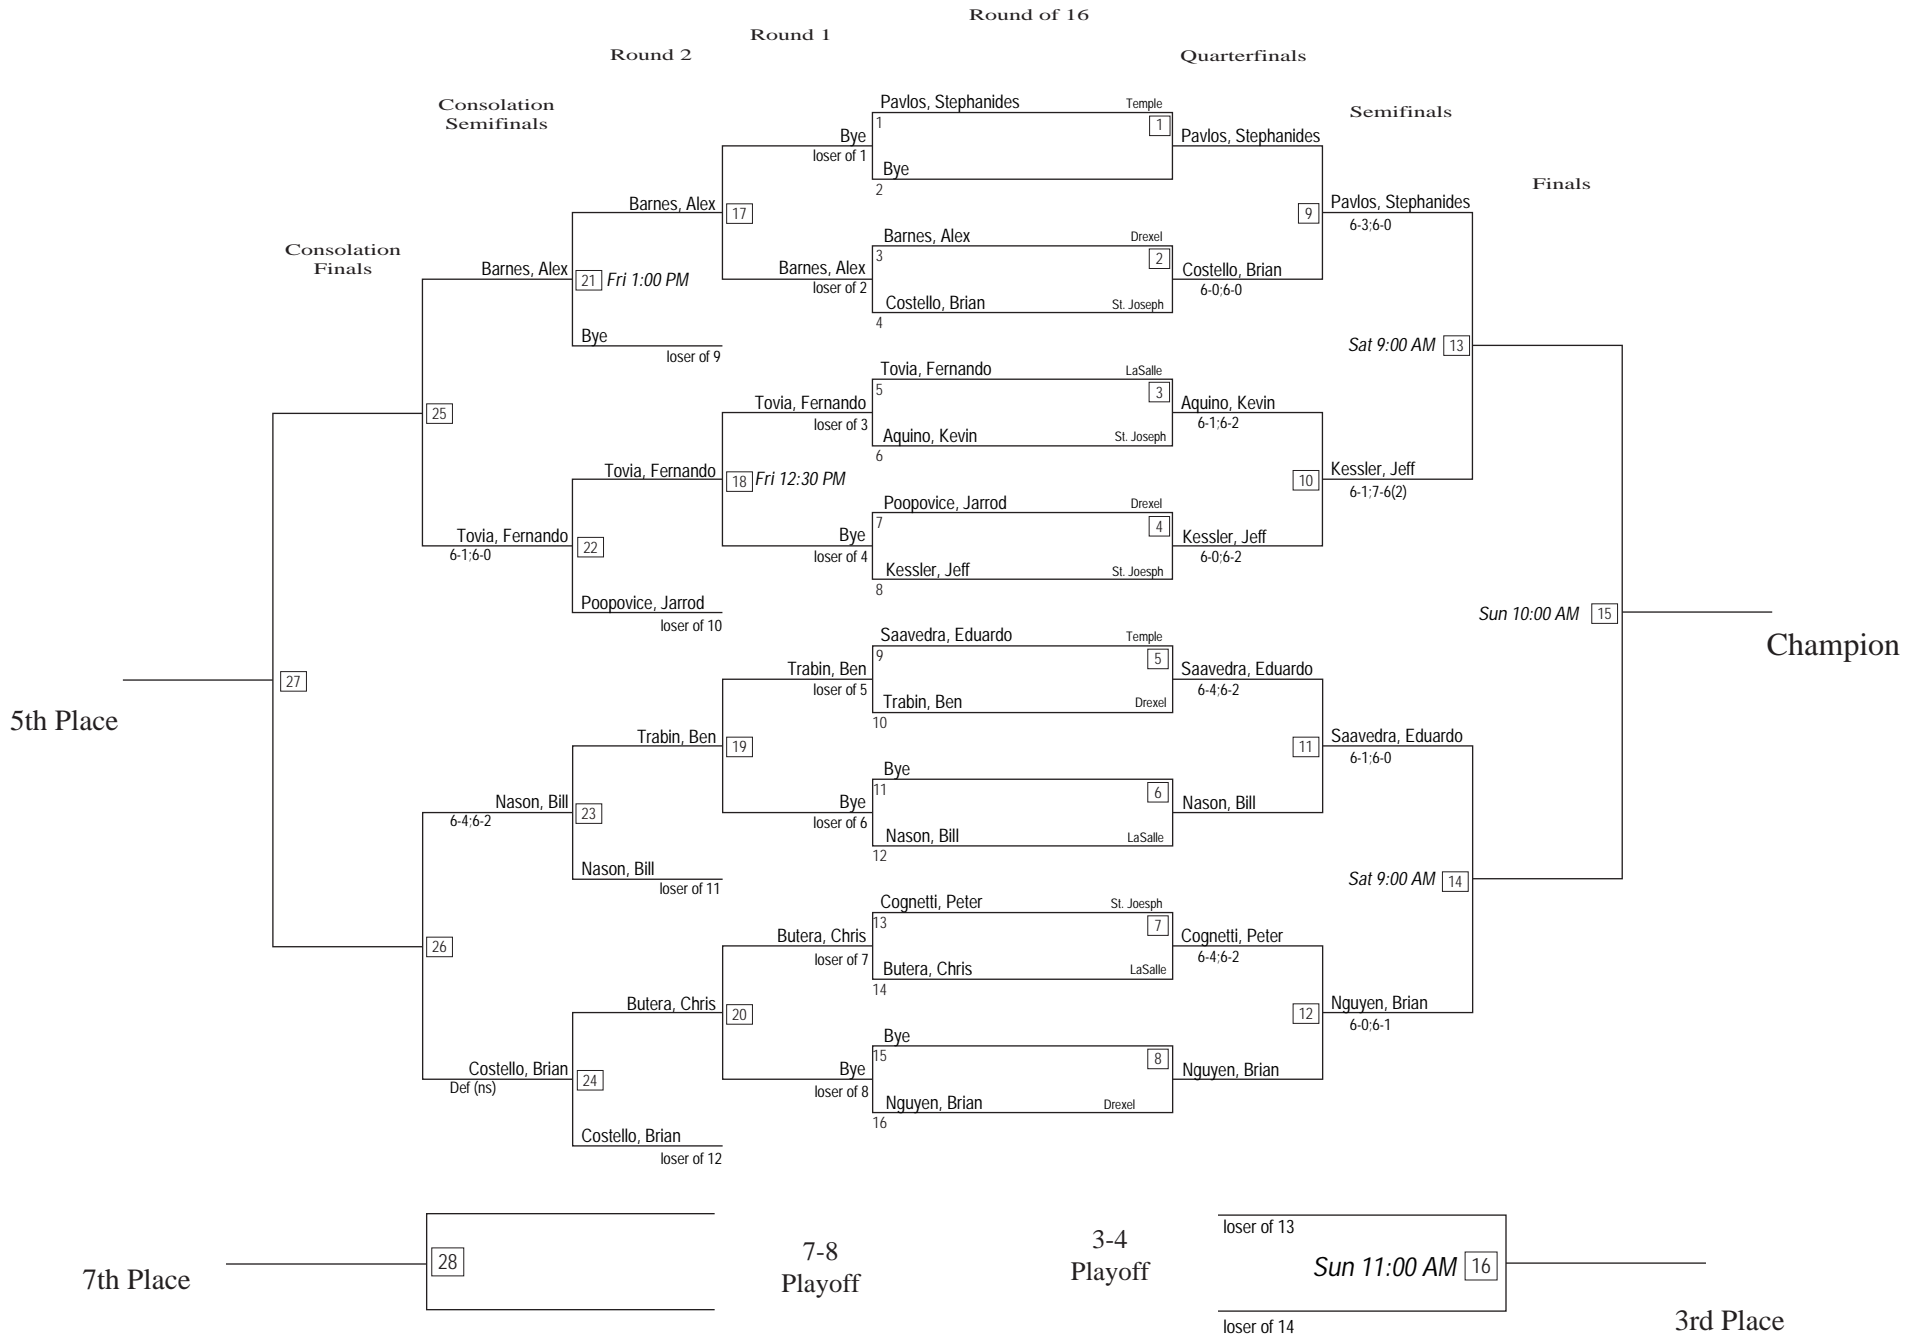 Round of 16
Round 1
Round 2
Quarterfinals
Consolation
Semifinals
Semifinals
Finals
Consolation
Finals
Pavlos, Stephanides Temple
1 1
Bye
loser of 1
Bye
2
Pavlos, Stephanides
Barnes, Alex
17
9
Pavlos, Stephanides
6-3;6-0
Barnes, Alex Drexel
3 2
Barnes, Alex
loser of 2
Costello, Brian St. Joseph
4
Costello, Brian
6-0;6-0
Barnes, Alex
21 Fri 1:00 PM
Bye
loser of 9
Sat 9:00 AM 13
Tovia, Fernando LaSalle
5 3
Tovia, Fernando
loser of 3
Aquino, Kevin St. Joseph
6
Aquino, Kevin
6-1;6-2
25
Tovia, Fernando
18 Fri 12:30 PM
10
Kessler, Jeff
6-1;7-6(2)
Poopovice, Jarrod Drexel
7 4
Bye
loser of 4
Kessler, Jeff St. Joesph
8
Kessler, Jeff
6-0;6-2
Tovia, Fernando
6-1;6-0
22
Poopovice, Jarrod
loser of 10
Sun 10:00 AM 15
Champion
Saavedra, Eduardo Temple
9 5
Trabin, Ben
loser of 5
Trabin, Ben Drexel
10
Saavedra, Eduardo
6-4;6-2
27
5th Place
Trabin, Ben
19
11
Saavedra, Eduardo
6-1;6-0
Bye
11 6
Bye
loser of 6
Nason, Bill LaSalle
12
Nason, Bill
Nason, Bill
6-4;6-2
23
Nason, Bill
loser of 11
Sat 9:00 AM 14
Cognetti, Peter St. Joesph
13 7
Butera, Chris
loser of 7
Butera, Chris LaSalle
14
Cognetti, Peter
6-4;6-2
26
Butera, Chris
20
12
Nguyen, Brian
6-0;6-1
Bye
15 8
Bye
loser of 8
Nguyen, Brian Drexel
16
Nguyen, Brian
Costello, Brian
Def (ns)
24
Costello, Brian
loser of 12
28
7th Place
7-8
Playoff
3-4
Playoff
loser of 13
Sun 11:00 AM 16
loser of 14
3rd Place